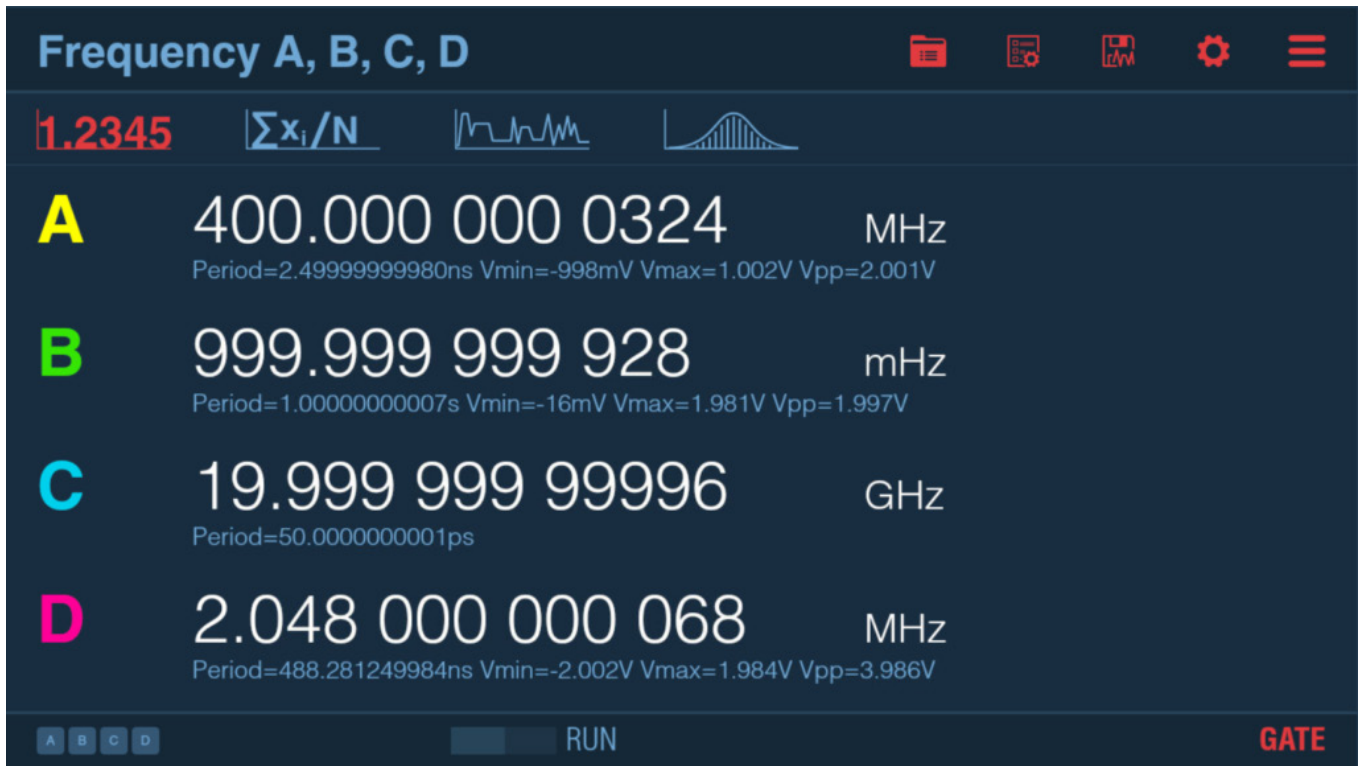 Frequency A, B, C, D
1.2345 ∑xᵢ/N
A 400.000 000 0324 MHz
Period=2.49999999980ns Vmin=-998mV Vmax=1.002V Vpp=2.001V
B 999.999 999 928 mHz
Period=1.00000000007s Vmin=-16mV Vmax=1.981V Vpp=1.997V
C 19.999 999 99996 GHz
Period=50.0000000001ps
D 2.048 000 000 068 MHz
Period=488.281249984ns Vmin=-2.002V Vmax=1.984V Vpp=3.986V
A B C D RUN GATE